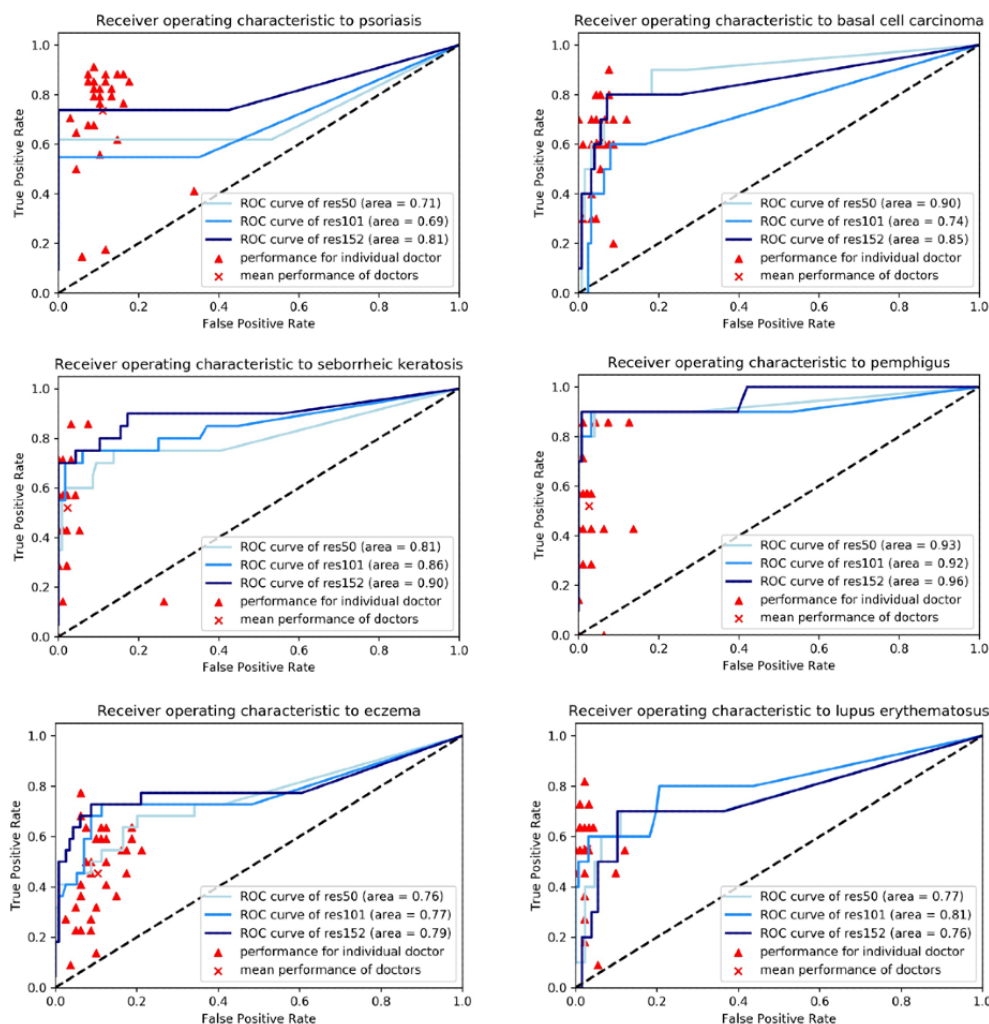 Receiver operating characteristic to psoriasis
True Positive Rate
1.0
0.8
0.6
0.4
0.2
0.0
ROC curve of res50 (area = 0.71)
ROC curve of res101 (area = 0.69)
ROC curve of res152 (area = 0.81)
performance for individual doctor
mean performance of doctors
0.0 0.2 0.4 0.6 0.8 1.0
False Positive Rate
Receiver operating characteristic to basal cell carcinoma
True Positive Rate
1.0
0.8
0.6
0.4
0.2
0.0
ROC curve of res50 (area = 0.90)
ROC curve of res101 (area = 0.74)
ROC curve of res152 (area = 0.85)
performance for individual doctor
mean performance of doctors
0.0 0.2 0.4 0.6 0.8 1.0
False Positive Rate
Receiver operating characteristic to seborrheic keratosis
True Positive Rate
1.0
0.8
0.6
0.4
0.2
0.0
ROC curve of res50 (area = 0.81)
ROC curve of res101 (area = 0.86)
ROC curve of res152 (area = 0.90)
performance for individual doctor
mean performance of doctors
0.0 0.2 0.4 0.6 0.8 1.0
False Positive Rate
Receiver operating characteristic to pemphigus
True Positive Rate
1.0
0.8
0.6
0.4
0.2
0.0
ROC curve of res50 (area = 0.93)
ROC curve of res101 (area = 0.92)
ROC curve of res152 (area = 0.96)
performance for individual doctor
mean performance of doctors
0.0 0.2 0.4 0.6 0.8 1.0
False Positive Rate
Receiver operating characteristic to eczema
True Positive Rate
1.0
0.8
0.6
0.4
0.2
0.0
ROC curve of res50 (area = 0.76)
ROC curve of res101 (area = 0.77)
ROC curve of res152 (area = 0.79)
performance for individual doctor
mean performance of doctors
0.0 0.2 0.4 0.6 0.8 1.0
False Positive Rate
Receiver operating characteristic to lupus erythematosus
True Positive Rate
1.0
0.8
0.6
0.4
0.2
0.0
ROC curve of res50 (area = 0.77)
ROC curve of res101 (area = 0.81)
ROC curve of res152 (area = 0.76)
performance for individual doctor
mean performance of doctors
0.0 0.2 0.4 0.6 0.8 1.0
False Positive Rate